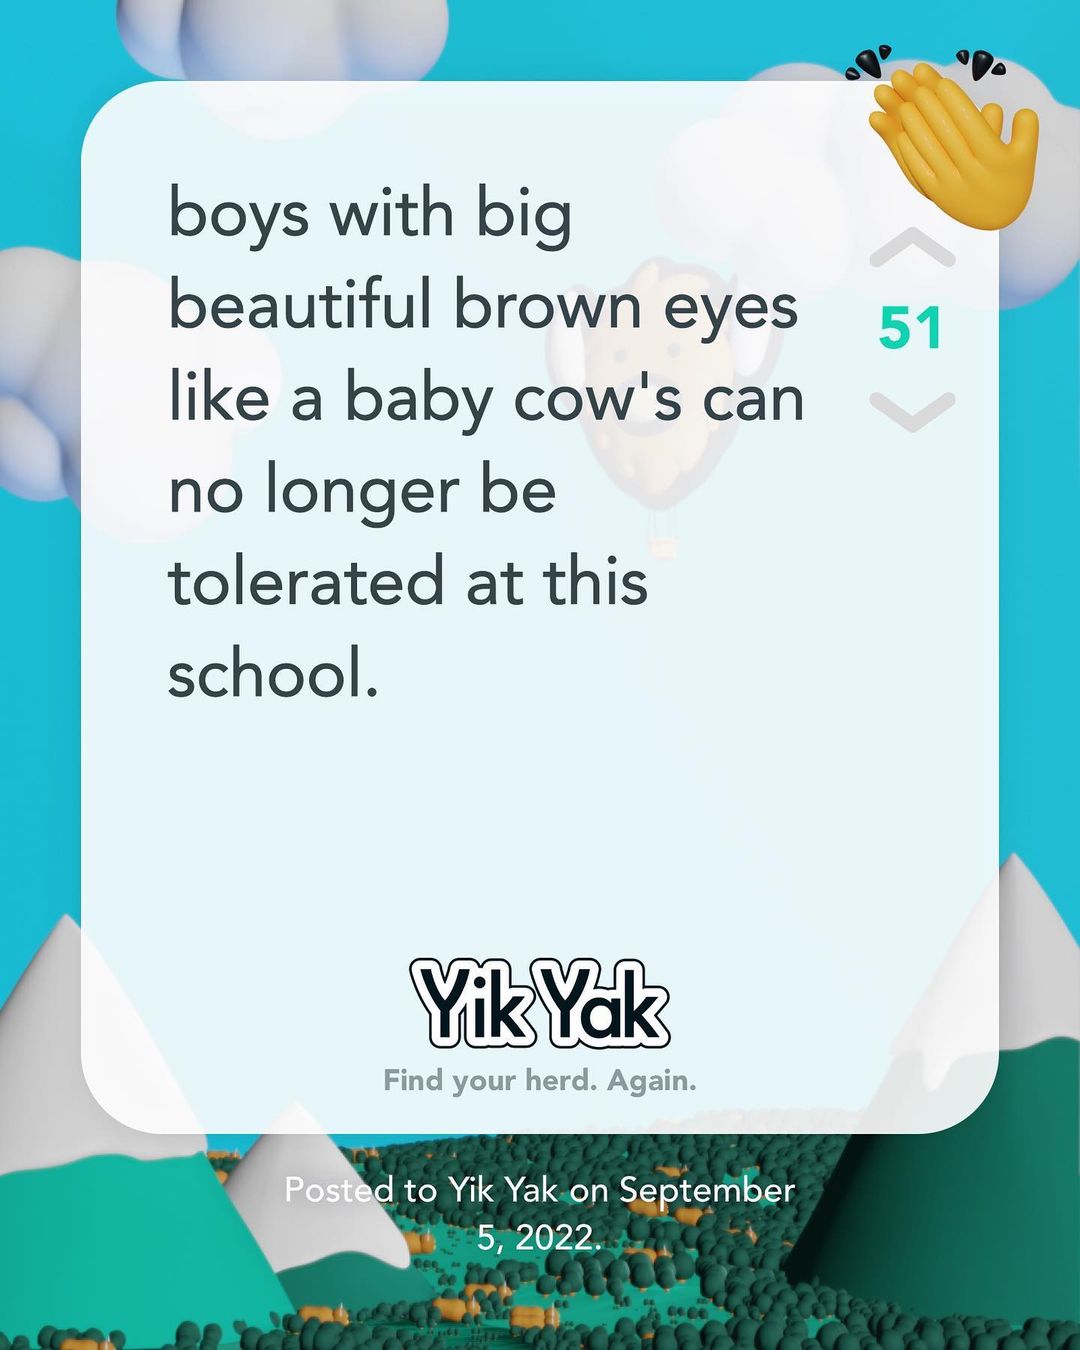 boys with big
beautiful brown eyes
like a baby cow's can
no longer be
tolerated at this
school.
51
Yik Yak
Find your herd. Again.
Posted to Yik Yak on September
5, 2022.